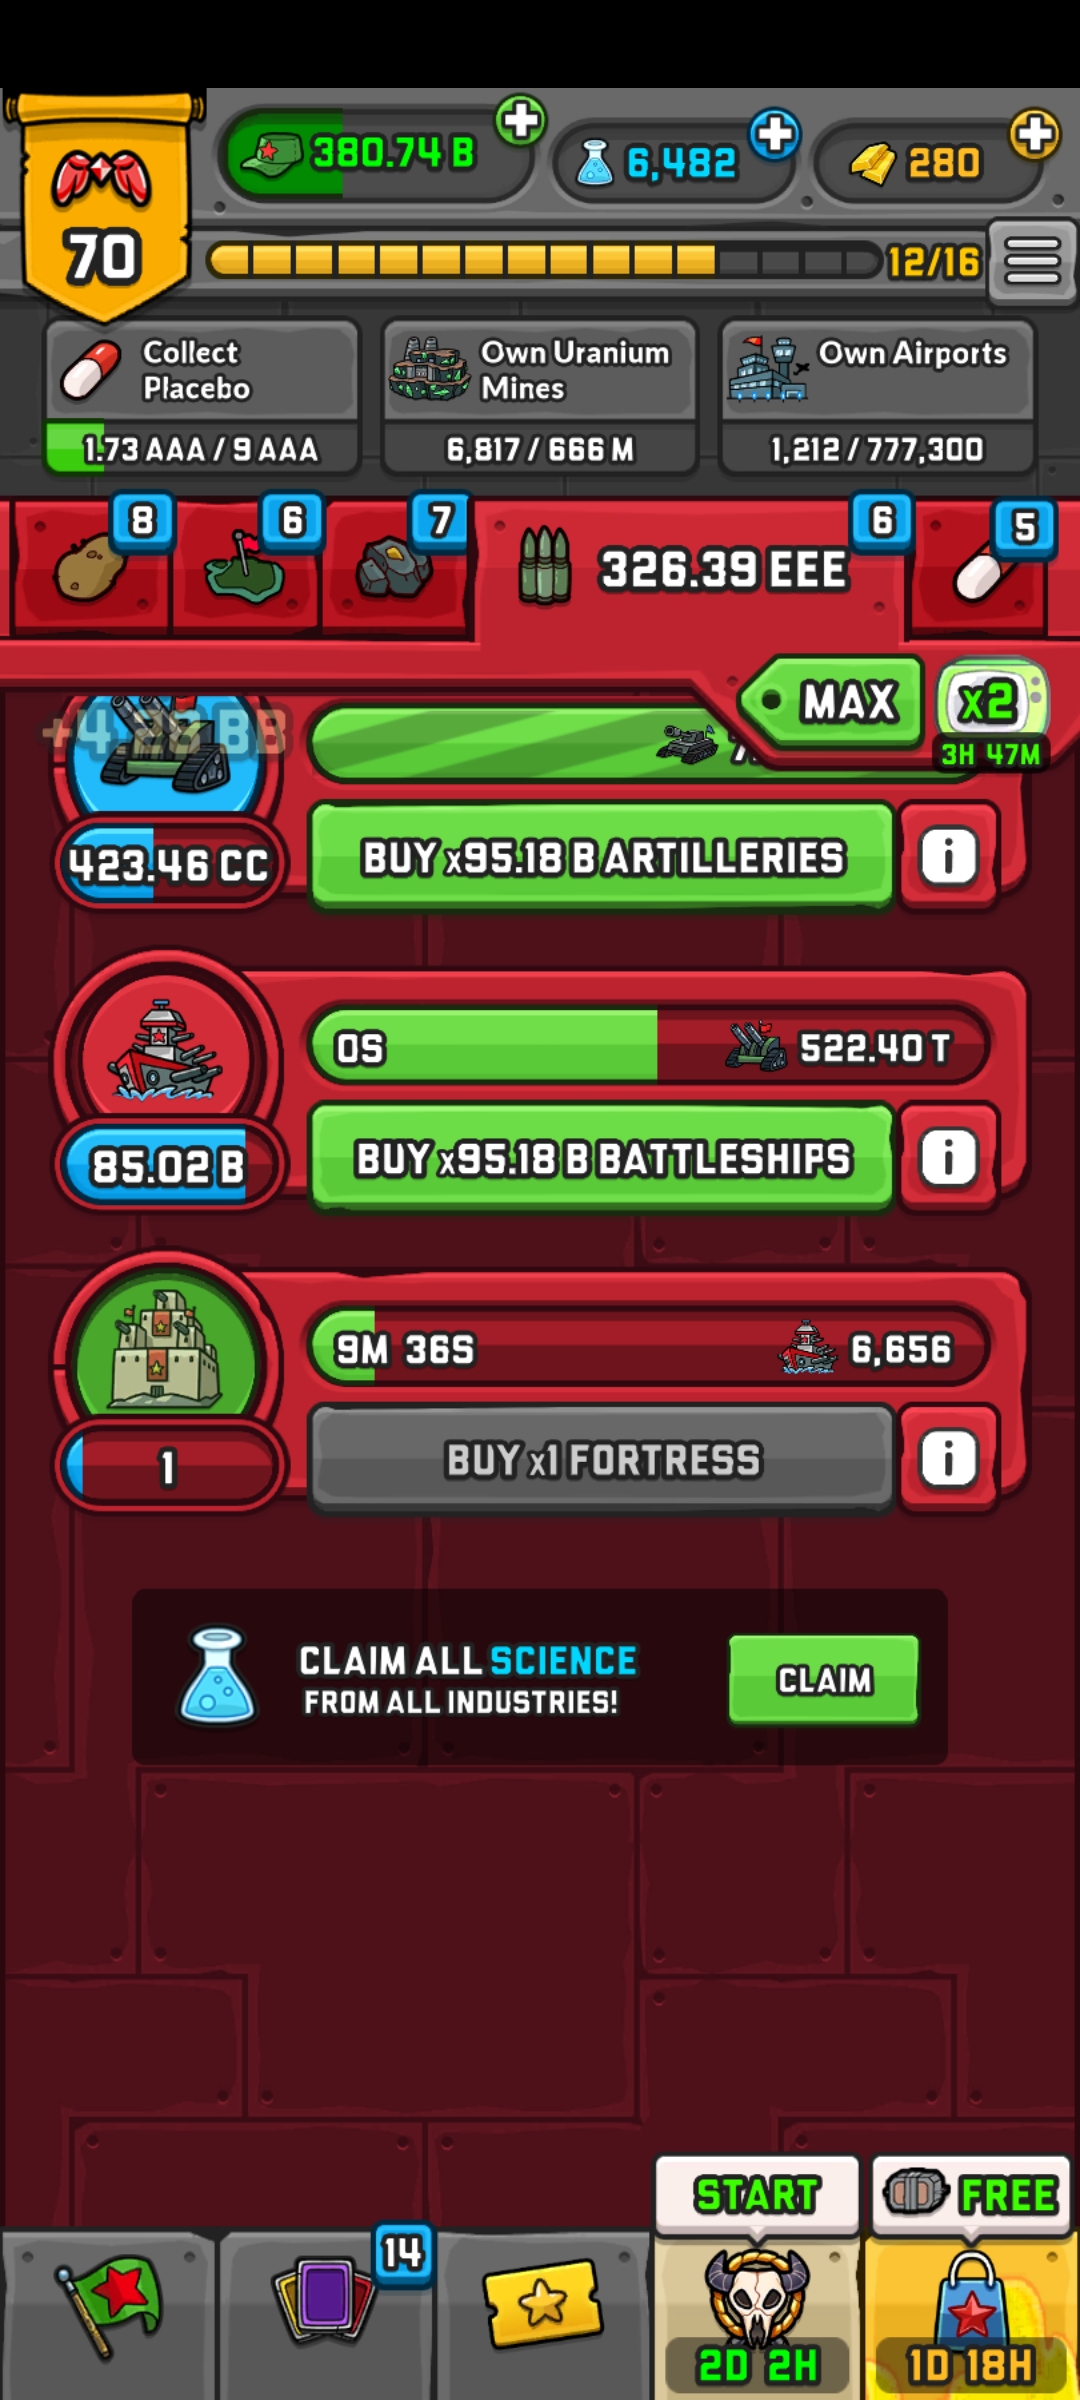 380.74 B
6,482
280
70
12/16
Collect
Placebo
1.73 AAA / 9 AAA
Own Uranium
Mines
6,817 / 666 M
Own Airports
1,212 / 777,300
8
6
7
326.39 EEE
6
5
MAX
x2
3H 47M
423.46 CC
BUY x95.18 B ARTILLERIES
i
0S
522.40 T
85.02 B
BUY x95.18 B BATTLESHIPS
i
9M 36S
6,656
1
BUY x1 FORTRESS
i
CLAIM ALL SCIENCE
FROM ALL INDUSTRIES!
CLAIM
START
FREE
14
2D 2H
1D 18H